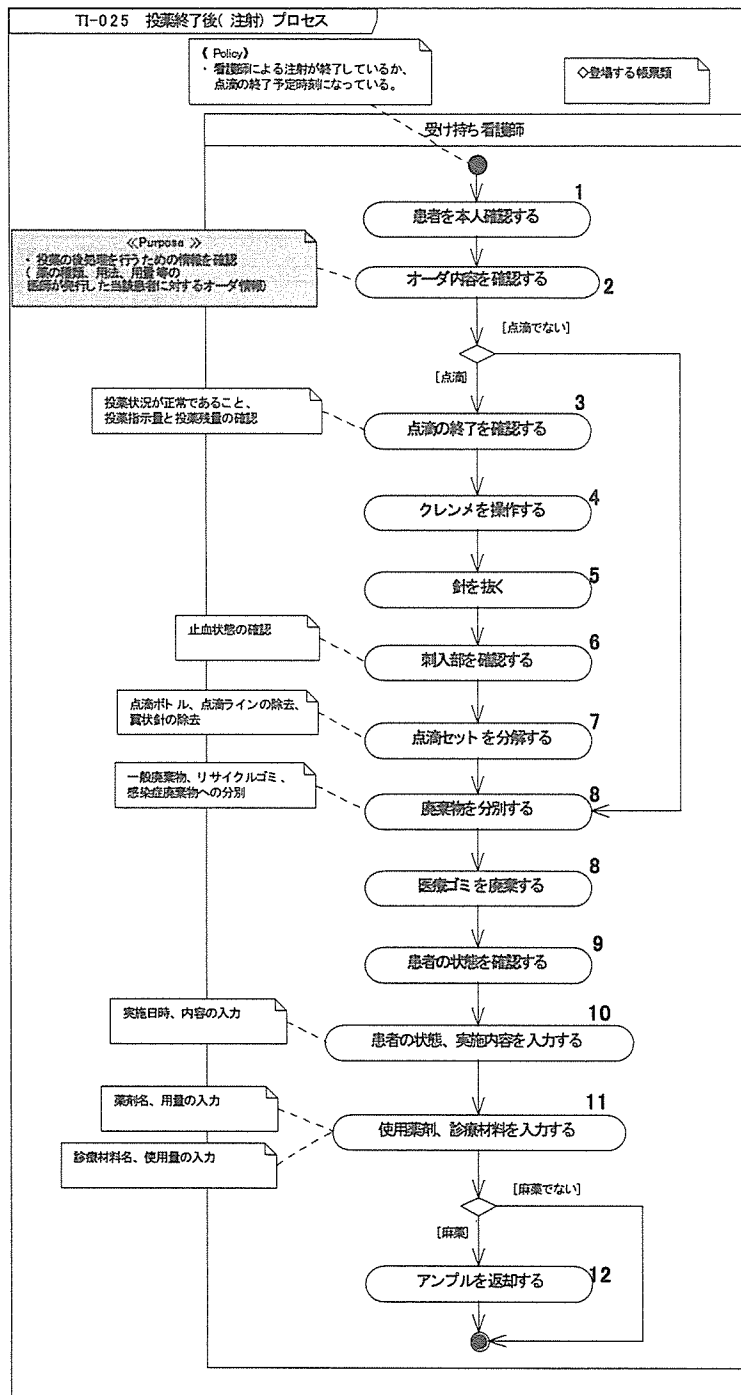 TI-025 投薬終了後(注射)プロセス
《 Policy》
・ 看護師による注射が終了しているか、
点滴の終了予定時刻になっている。
◇登場する帳票類
受け持ち看護師
1
患者を本人確認する
≪Purpose ≫
・ 投薬の後処理を行うための情報を確認
( 薬の種類、用法、用量等の
医師が発行した当該患者に対するオーダ情報)
オーダ内容を確認する
2
[点滴でない]
[点滴]
投薬状況が正常であること、
投薬指示量と投薬残量の確認
3
点滴の終了を確認する
4
クレンメを操作する
5
針を抜く
止血状態の確認
6
刺入部を確認する
点滴ボトル、点滴ラインの除去、
翼状針の除去
7
点滴セットを分解する
一般廃棄物、リサイクルゴミ、
感染症廃棄物への分別
8
廃棄物を分別する
8
医療ゴミを廃棄する
9
患者の状態を確認する
実施日時、内容の入力
10
患者の状態、実施内容を入力する
薬剤名、用量の入力
11
使用薬剤、診療材料を入力する
診療材料名、使用量の入力
[麻薬でない]
[麻薬]
12
アンプルを返却する